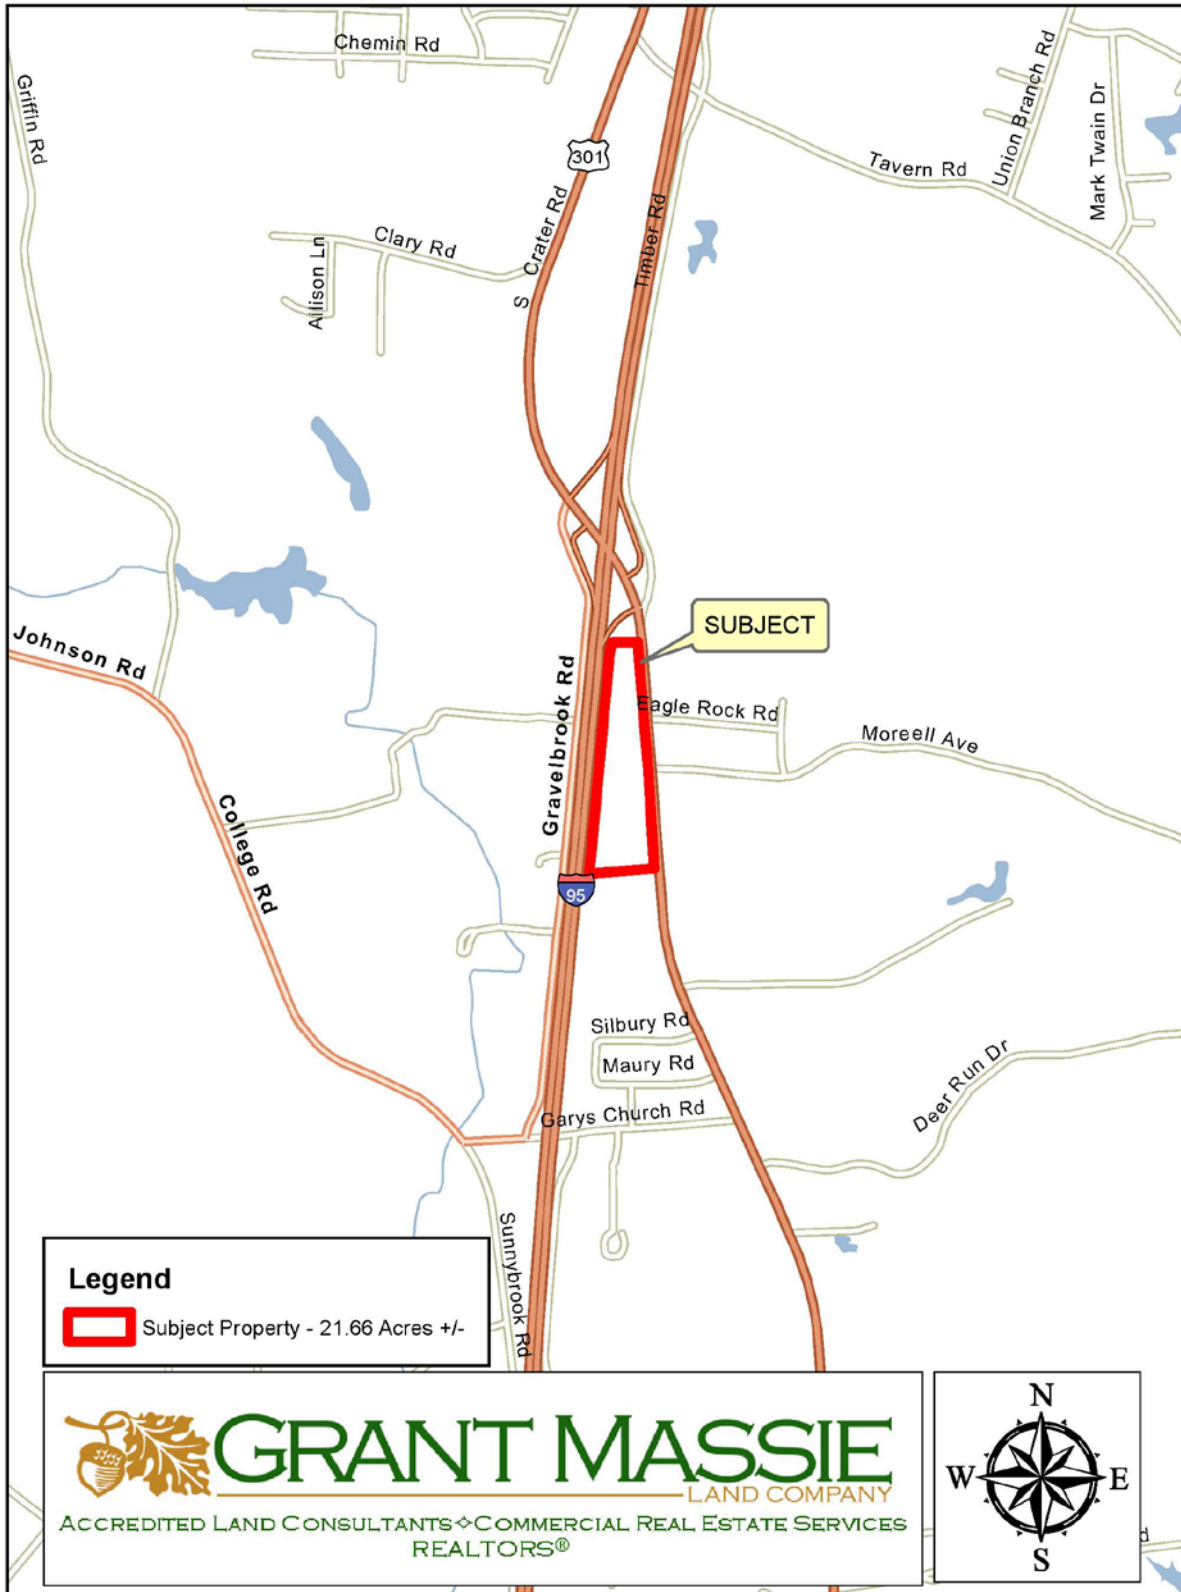 Chemin Rd
Griffin Rd
Union Branch Rd
Mark Twain Dr
301
Tavern Rd
S Crater Rd
Timber Rd
Clary Rd
Allison Ln
SUBJECT
Johnson Rd
Gravelbrook Rd
Eagle Rock Rd
Moreell Ave
College Rd
95
Silbury Rd
Maury Rd
Garys Church Rd
Deer Run Dr
Sunnybrook Rd
Legend
Subject Property - 21.66 Acres +/-
GRANT MASSIE
LAND COMPANY
ACCREDITED LAND CONSULTANTS✧COMMERCIAL REAL ESTATE SERVICES
REALTORS®
N
W E
S